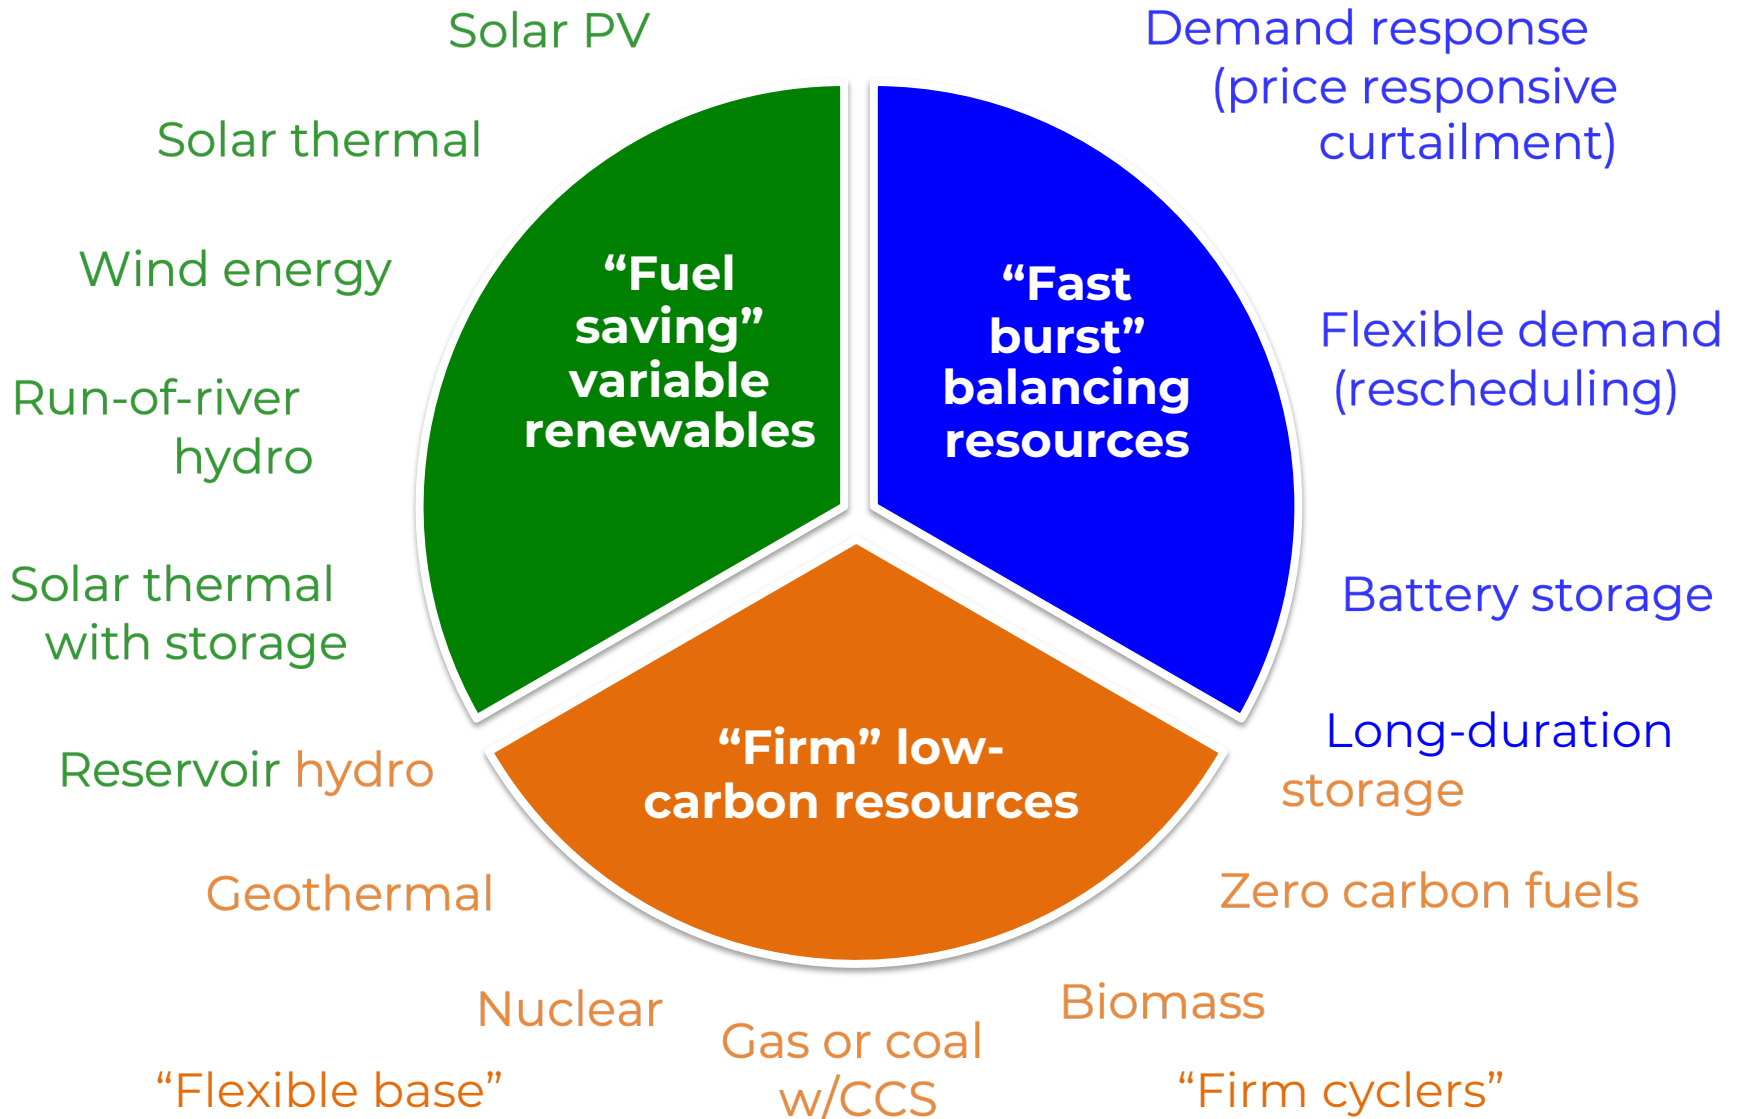 Solar PV
Solar thermal
Wind energy
Run-of-river
hydro
Solar thermal
with storage
Reservoir hydro
Geothermal
Nuclear
“Flexible base”
Gas or coal
w/CCS
Biomass
“Firm cyclers”
Zero carbon fuels
Long-duration
storage
Battery storage
Flexible demand
(rescheduling)
Demand response
(price responsive
curtailment)
“Fuel
saving”
variable
renewables
“Fast
burst”
balancing
resources
“Firm” low-
carbon resources